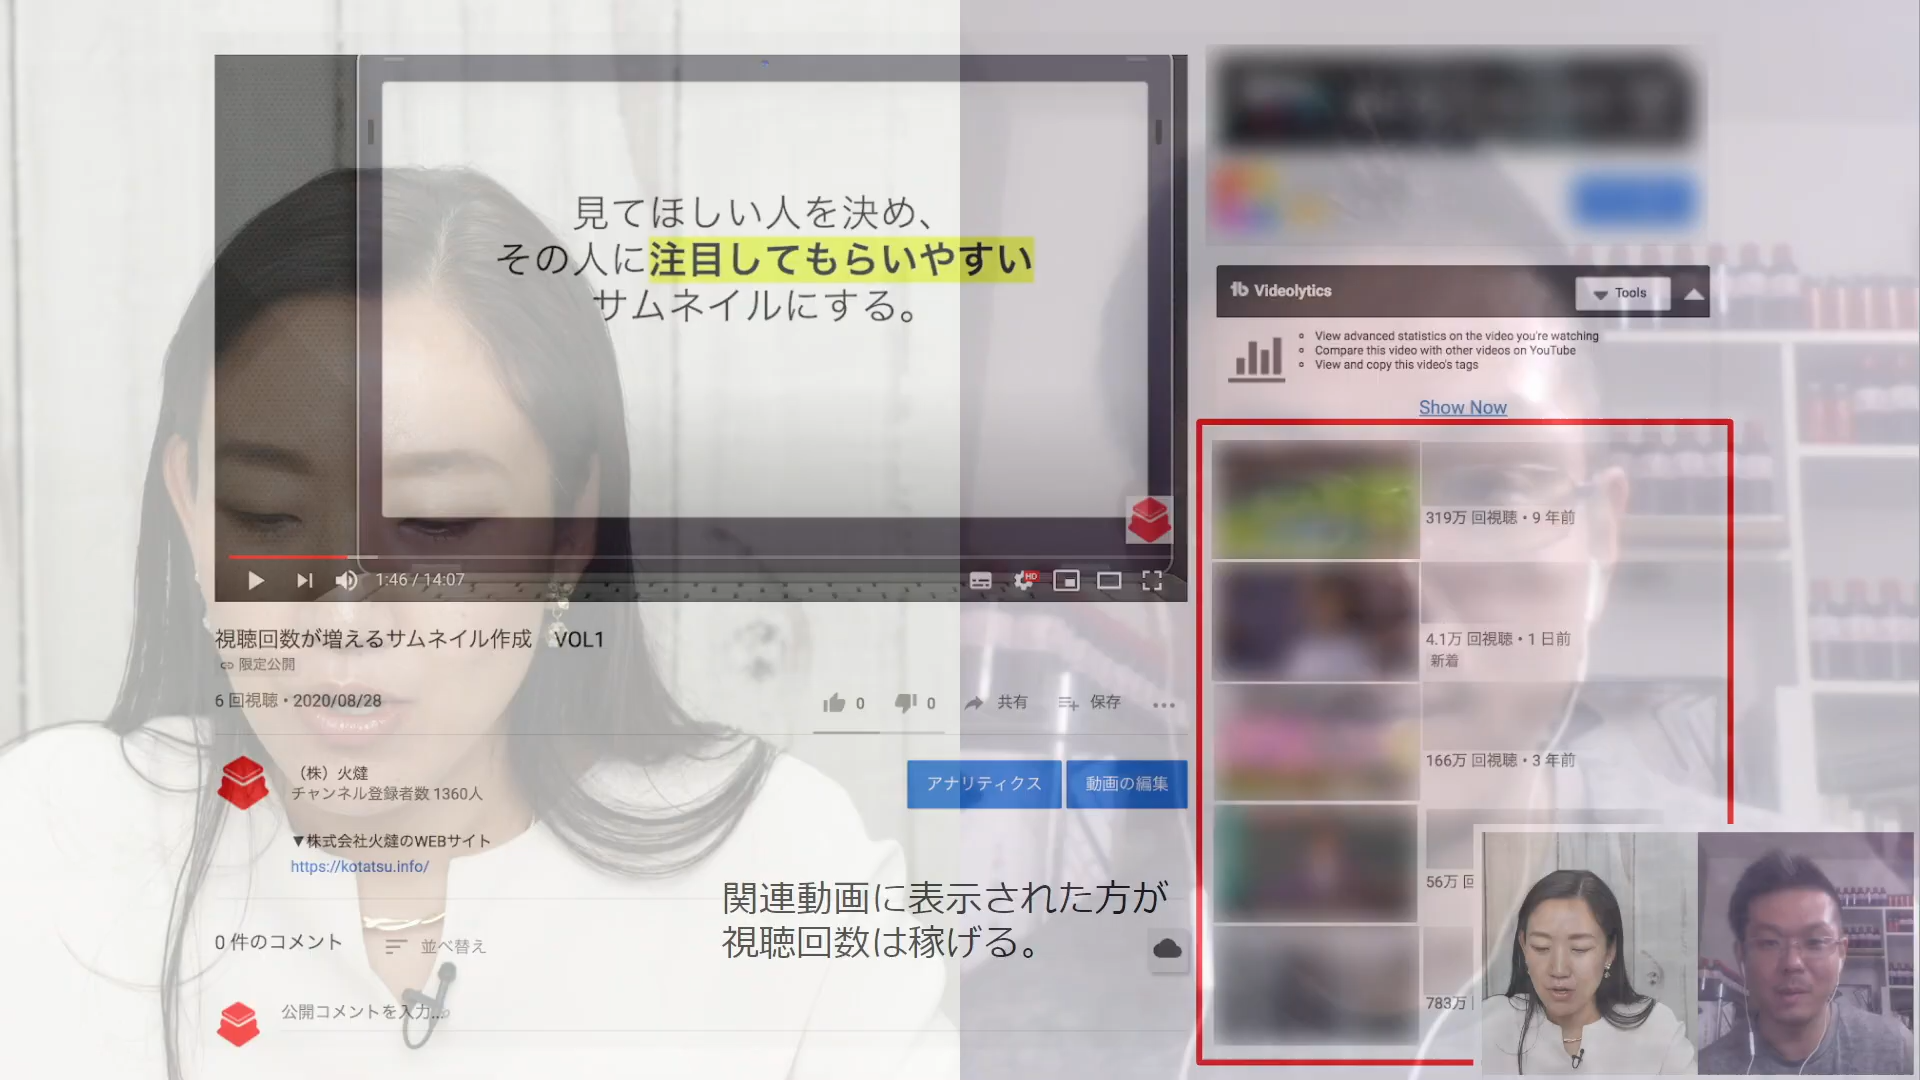 見てほしい人を決め、
その人に注目してもらいやすい
サムネイルにする。
1:46 / 14:07
HD
視聴回数が増えるサムネイル作成　VOL1
限定公開
6 回視聴・2020/08/28
0
0
共有
保存
（株）火燵
チャンネル登録者数 1360人
アナリティクス
動画の編集
▼株式会社火燵のWEBサイト
https://kotatsu.info/
0 件のコメント
並べ替え
公開コメントを入力...
関連動画に表示された方が
視聴回数は稼げる。
Videolytics
Tools
View advanced statistics on the video you're watching
Compare this video with other videos on YouTube
View and copy this video's tags
Show Now
319万 回視聴・9 年前
4.1万 回視聴・1 日前
新着
166万 回視聴・3 年前
56万 回
783万